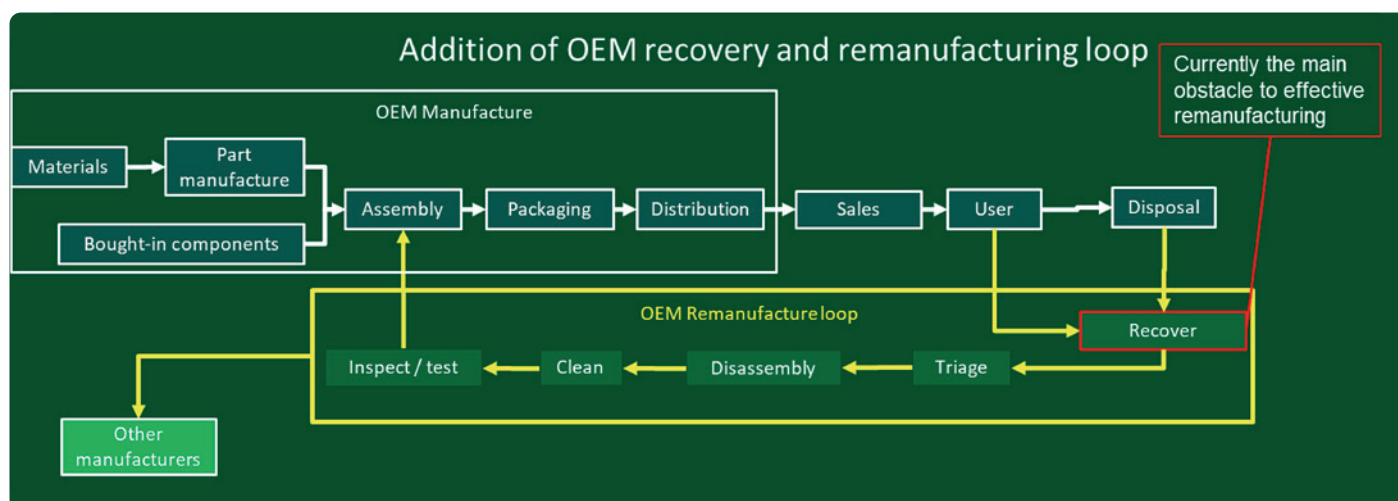 Addition of OEM recovery and remanufacturing loop
Currently the main
obstacle to effective
remanufacturing
OEM Manufacture
Materials
Part
manufacture
Bought-in components
Assembly
Packaging
Distribution
Sales
User
Disposal
OEM Remanufacture loop
Recover
Triage
Disassembly
Clean
Inspect / test
Other
manufacturers